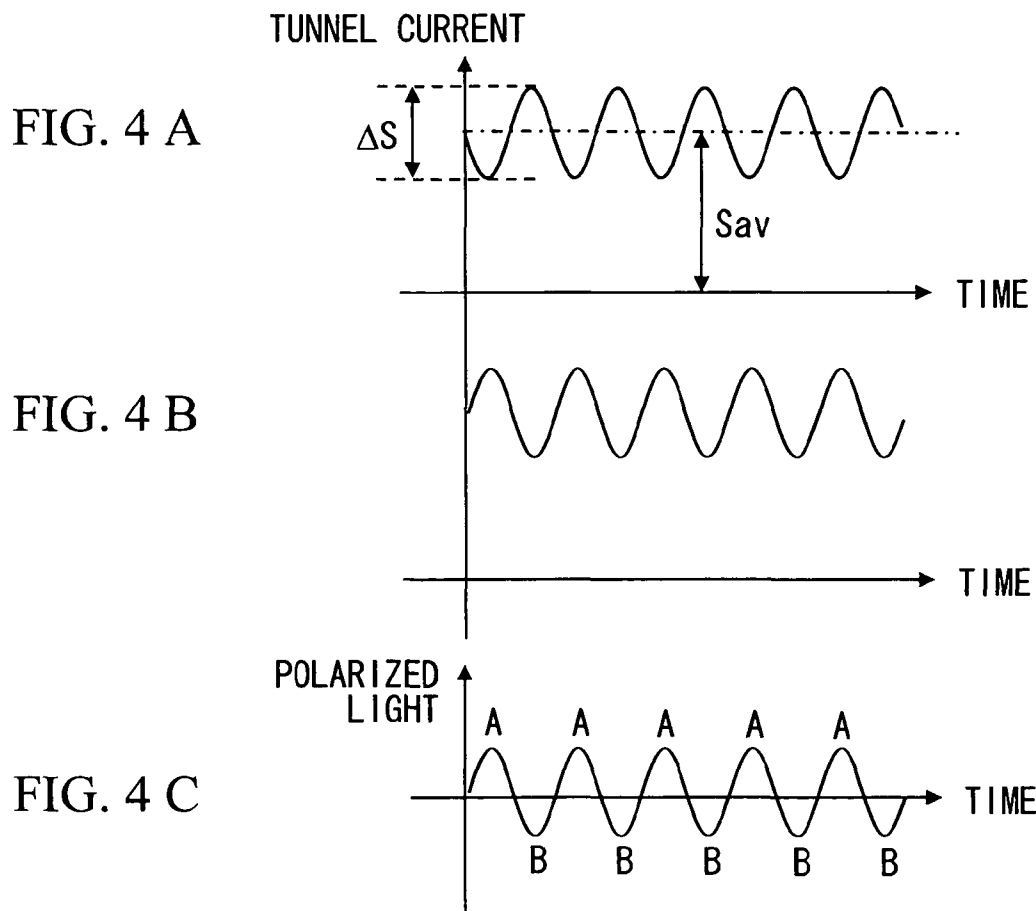 TUNNEL CURRENT
FIG. 4 A
ΔS
Sav
TIME
FIG. 4 B
TIME
POLARIZED
LIGHT
A A A A A
FIG. 4 C
TIME
B B B B B